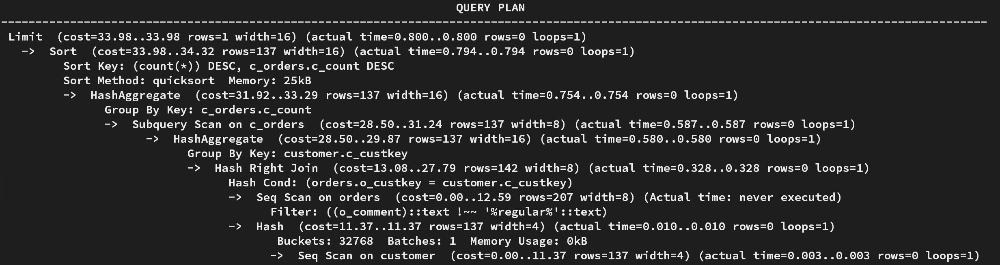 QUERY PLAN
-----------------------------------------------------------------------------------------------------------------------------------------------
Limit  (cost=33.98..33.98 rows=1 width=16) (actual time=0.800..0.800 rows=0 loops=1)
  ->  Sort  (cost=33.98..34.32 rows=137 width=16) (actual time=0.794..0.794 rows=0 loops=1)
        Sort Key: (count(*)) DESC, c_orders.c_count DESC
        Sort Method: quicksort  Memory: 25kB
        ->  HashAggregate  (cost=31.92..33.29 rows=137 width=16) (actual time=0.754..0.754 rows=0 loops=1)
              Group By Key: c_orders.c_count
              ->  Subquery Scan on c_orders  (cost=28.50..31.24 rows=137 width=8) (actual time=0.587..0.587 rows=0 loops=1)
                    ->  HashAggregate  (cost=28.50..29.87 rows=137 width=16) (actual time=0.580..0.580 rows=0 loops=1)
                          Group By Key: customer.c_custkey
                          ->  Hash Right Join  (cost=13.08..27.79 rows=142 width=8) (actual time=0.328..0.328 rows=0 loops=1)
                                Hash Cond: (orders.o_custkey = customer.c_custkey)
                                ->  Seq Scan on orders  (cost=0.00..12.59 rows=207 width=8) (Actual time: never executed)
                                      Filter: ((o_comment)::text !~~ '%regular%'::text)
                                ->  Hash  (cost=11.37..11.37 rows=137 width=4) (actual time=0.010..0.010 rows=0 loops=1)
                                       Buckets: 32768  Batches: 1  Memory Usage: 0kB
                                      ->  Seq Scan on customer  (cost=0.00..11.37 rows=137 width=4) (actual time=0.003..0.003 rows=0 loops=1)